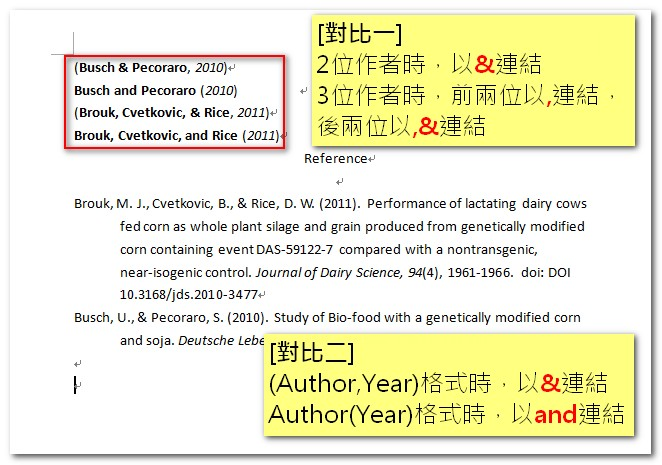 (Busch & Pecoraro, 2010)
Busch and Pecoraro (2010)
(Brouk, Cvetkovic, & Rice, 2011)
Brouk, Cvetkovic, and Rice (2011)
[對比一]
2位作者時，以&連結
3位作者時，前兩位以,連結，
後兩位以,&連結
Reference
Brouk, M. J., Cvetkovic, B., & Rice, D. W. (2011). Performance of lactating dairy cows
fed corn as whole plant silage and grain produced from genetically modified
corn containing event DAS-59122-7 compared with a nontransgenic,
near-isogenic control. Journal of Dairy Science, 94(4), 1961-1966. doi: DOI
10.3168/jds.2010-3477
Busch, U., & Pecoraro, S. (2010). Study of Bio-food with a genetically modified corn
and soja. Deutsche Lebe
[對比二]
(Author,Year)格式時，以&連結
Author(Year)格式時，以and連結